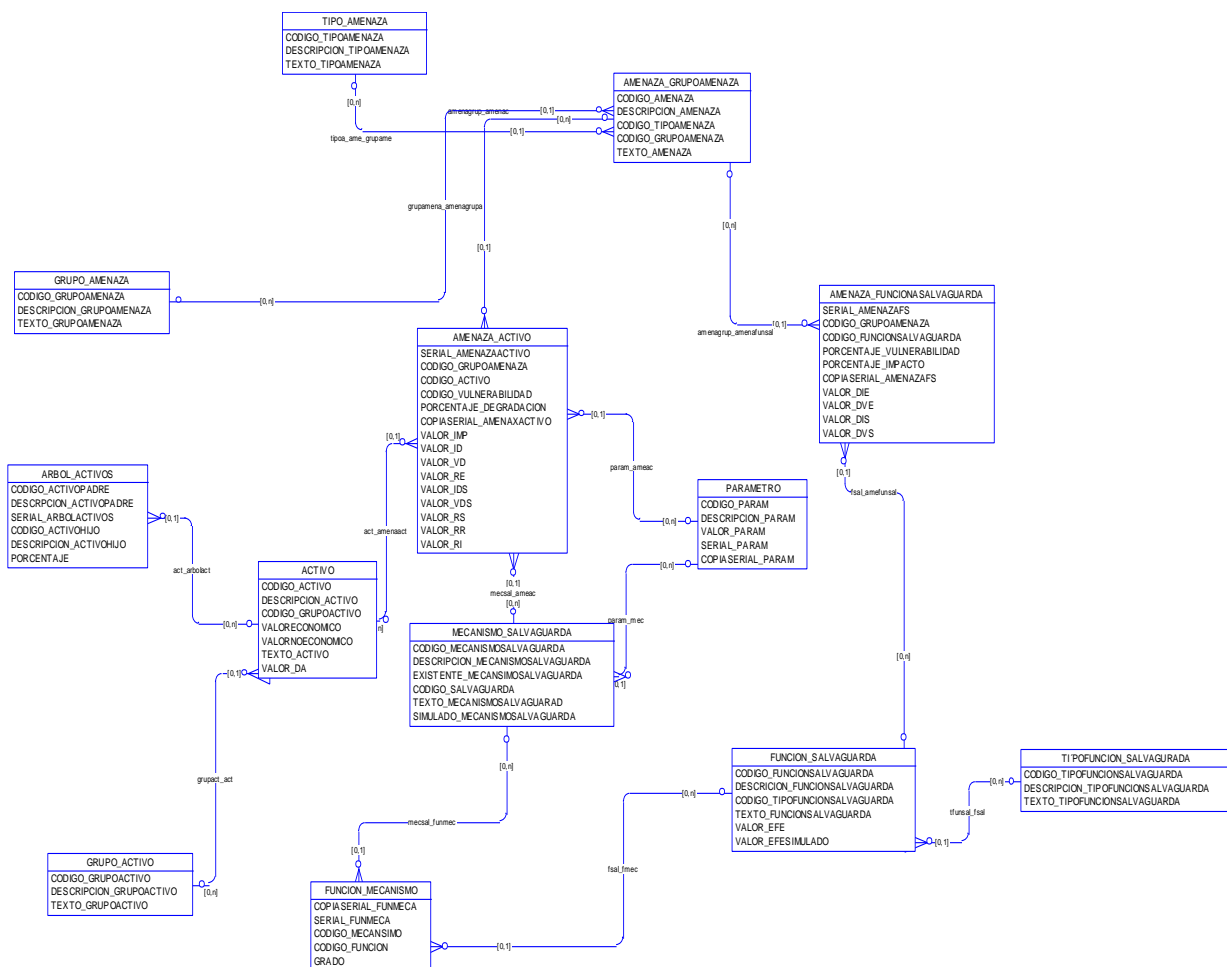 TIPO_AMENAZA
CODIGO_TIPOAMENAZA
DESCRIPCION_TIPOAMENAZA
TEXTO_TIPOAMENAZA
[0,n]
tipoa_ame_grupame
[0,1]
AMENAZA_GRUPOAMENAZA
CODIGO_AMENAZA
DESCRIPCION_AMENAZA
CODIGO_TIPOAMENAZA
CODIGO_GRUPOAMENAZA
TEXTO_AMENAZA
[0,1]
amenagrup_amenac
[0,n]
grupamena_amenagrupa
[0,1]
[0,n]
[0,n]
GRUPO_AMENAZA
CODIGO_GRUPOAMENAZA
DESCRIPCION_GRUPOAMENAZA
TEXTO_GRUPOAMENAZA
AMENAZA_FUNCIONASALVAGUARDA
SERIAL_AMENAZAFS
CODIGO_GRUPOAMENAZA
CODIGO_FUNCIONSALVAGUARDA
PORCENTAJE_VULNERABILIDAD
PORCENTAJE_IMPACTO
COPIASERIAL_AMENAZAFS
VALOR_DIE
VALOR_DVE
VALOR_DIS
VALOR_DVS
amenagrup_amenafunsal
[0,1]
AMENAZA_ACTIVO
SERIAL_AMENAZAACTIVO
CODIGO_GRUPOAMENAZA
CODIGO_ACTIVO
CODIGO_VULNERABILIDAD
PORCENTAJE_DEGRADACION
COPIASERIAL_AMENAXACTIVO
VALOR_IMP
VALOR_ID
VALOR_VD
VALOR_RE
VALOR_IDS
VALOR_VDS
VALOR_RS
VALOR_RR
VALOR_RI
[0,1]
param_ameac
[0,n]
[0,1]
act_amenaact
n]
[0,1]
fsal_amefunsal
[0,n]
ARBOL_ACTIVOS
CODIGO_ACTIVOPADRE
DESCRPCION_ACTIVOPADRE
SERIAL_ARBOLACTIVOS
CODIGO_ACTIVOHIJO
DESCRIPCION_ACTIVOHIJO
PORCENTAJE
[0,1]
act_arbolact
[0,n]
PARAMETRO
CODIGO_PARAM
DESCRIPCION_PARAM
VALOR_PARAM
SERIAL_PARAM
COPIASERIAL_PARAM
[0,n]
param_mec
[0,1]
ACTIVO
CODIGO_ACTIVO
DESCRIPCION_ACTIVO
CODIGO_GRUPOACTIVO
VALORECONOMICO
VALORNOECONOMICO
TEXTO_ACTIVO
VALOR_DA
[0,1]
mecsal_ameac
[0,n]
MECANISMO_SALVAGUARDA
CODIGO_MECANISMOSALVAGUARDA
DESCRIPCION_MECANISMOSALVAGUARDA
EXISTENTE_MECANSIMOSALVAGUARDA
CODIGO_SALVAGUARDA
TEXTO_MECANISMOSALVAGUARAD
SIMULADO_MECANISMOSALVAGUARDA
[0,1]
grupact_act
[0,n]
[0,n]
mecsal_funmec
[0,1]
FUNCION_SALVAGUARDA
CODIGO_FUNCIONSALVAGUARDA
DESCRICION_FUNCIONSALVAGUARDA
CODIGO_TIPOFUNCIONSALVAGUARDA
TEXTO_FUNCIONSALVAGUARDA
VALOR_EFE
VALOR_EFESIMULADO
TI´POFUNCION_SALVAGURADA
CODIGO_TIPOFUNCIONSALVAGUARDA
DESCRIPCION_TIPOFUNCIONSALVAGUARDA
TEXTO_TIPOFUNCIONSALVAGUARDA
[0,n]
tfunsal_fsal
[0,1]
[0,n]
fsal_fmec
[0,1]
GRUPO_ACTIVO
CODIGO_GRUPOACTIVO
DESCRIPCION_GRUPOACTIVO
TEXTO_GRUPOACTIVO
FUNCION_MECANISMO
COPIASERIAL_FUNMECA
SERIAL_FUNMECA
CODIGO_MECANSIMO
CODIGO_FUNCION
GRADO